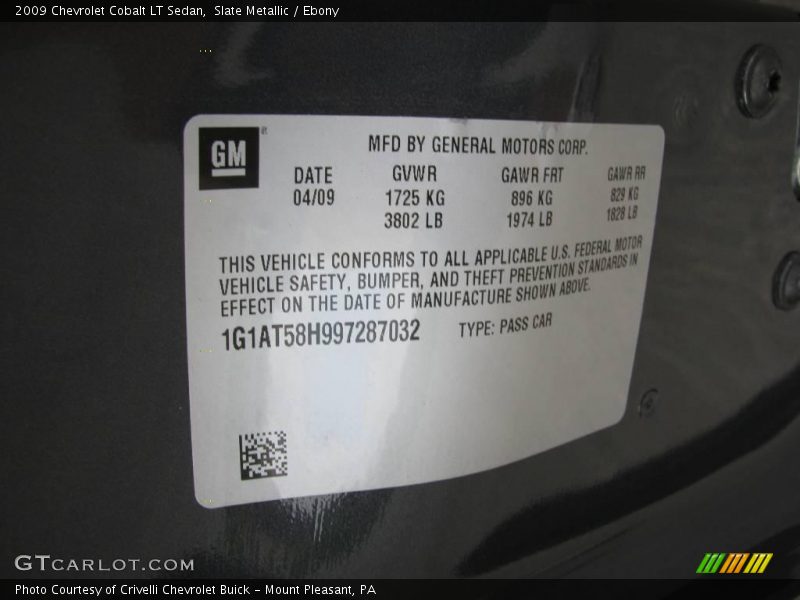 2009 Chevrolet Cobalt LT Sedan, Slate Metallic / Ebony
GM
MFD BY GENERAL MOTORS CORP.
DATE GVWR GAWR FRT GAWR RR
04/09 1725 KG 896 KG 829 KG
3802 LB 1974 LB 1828 LB
THIS VEHICLE CONFORMS TO ALL APPLICABLE U.S. FEDERAL MOTOR
VEHICLE SAFETY, BUMPER, AND THEFT PREVENTION STANDARDS IN
EFFECT ON THE DATE OF MANUFACTURE SHOWN ABOVE.
1G1AT58H997287032 TYPE: PASS CAR
GTCARLOT.COM
Photo Courtesy of Crivelli Chevrolet Buick - Mount Pleasant, PA